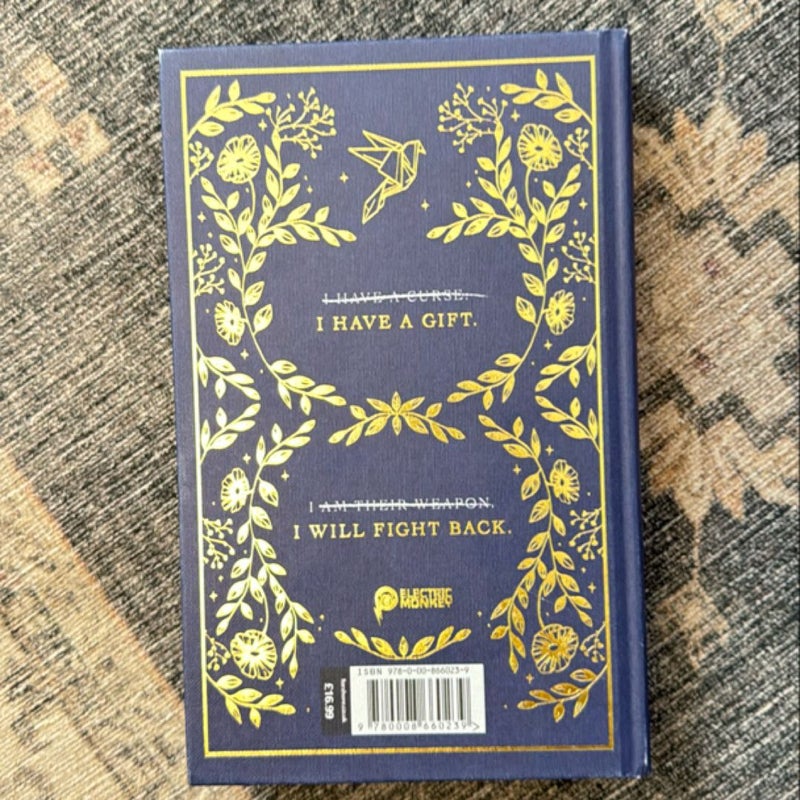 I HAVE A CURSE.
I HAVE A GIFT.
I AM THEIR WEAPON.
I WILL FIGHT BACK.
ELECTRIC
MONKEY
ISBN 978-0-00-866023-9
£16.99
9 780008 660239 >